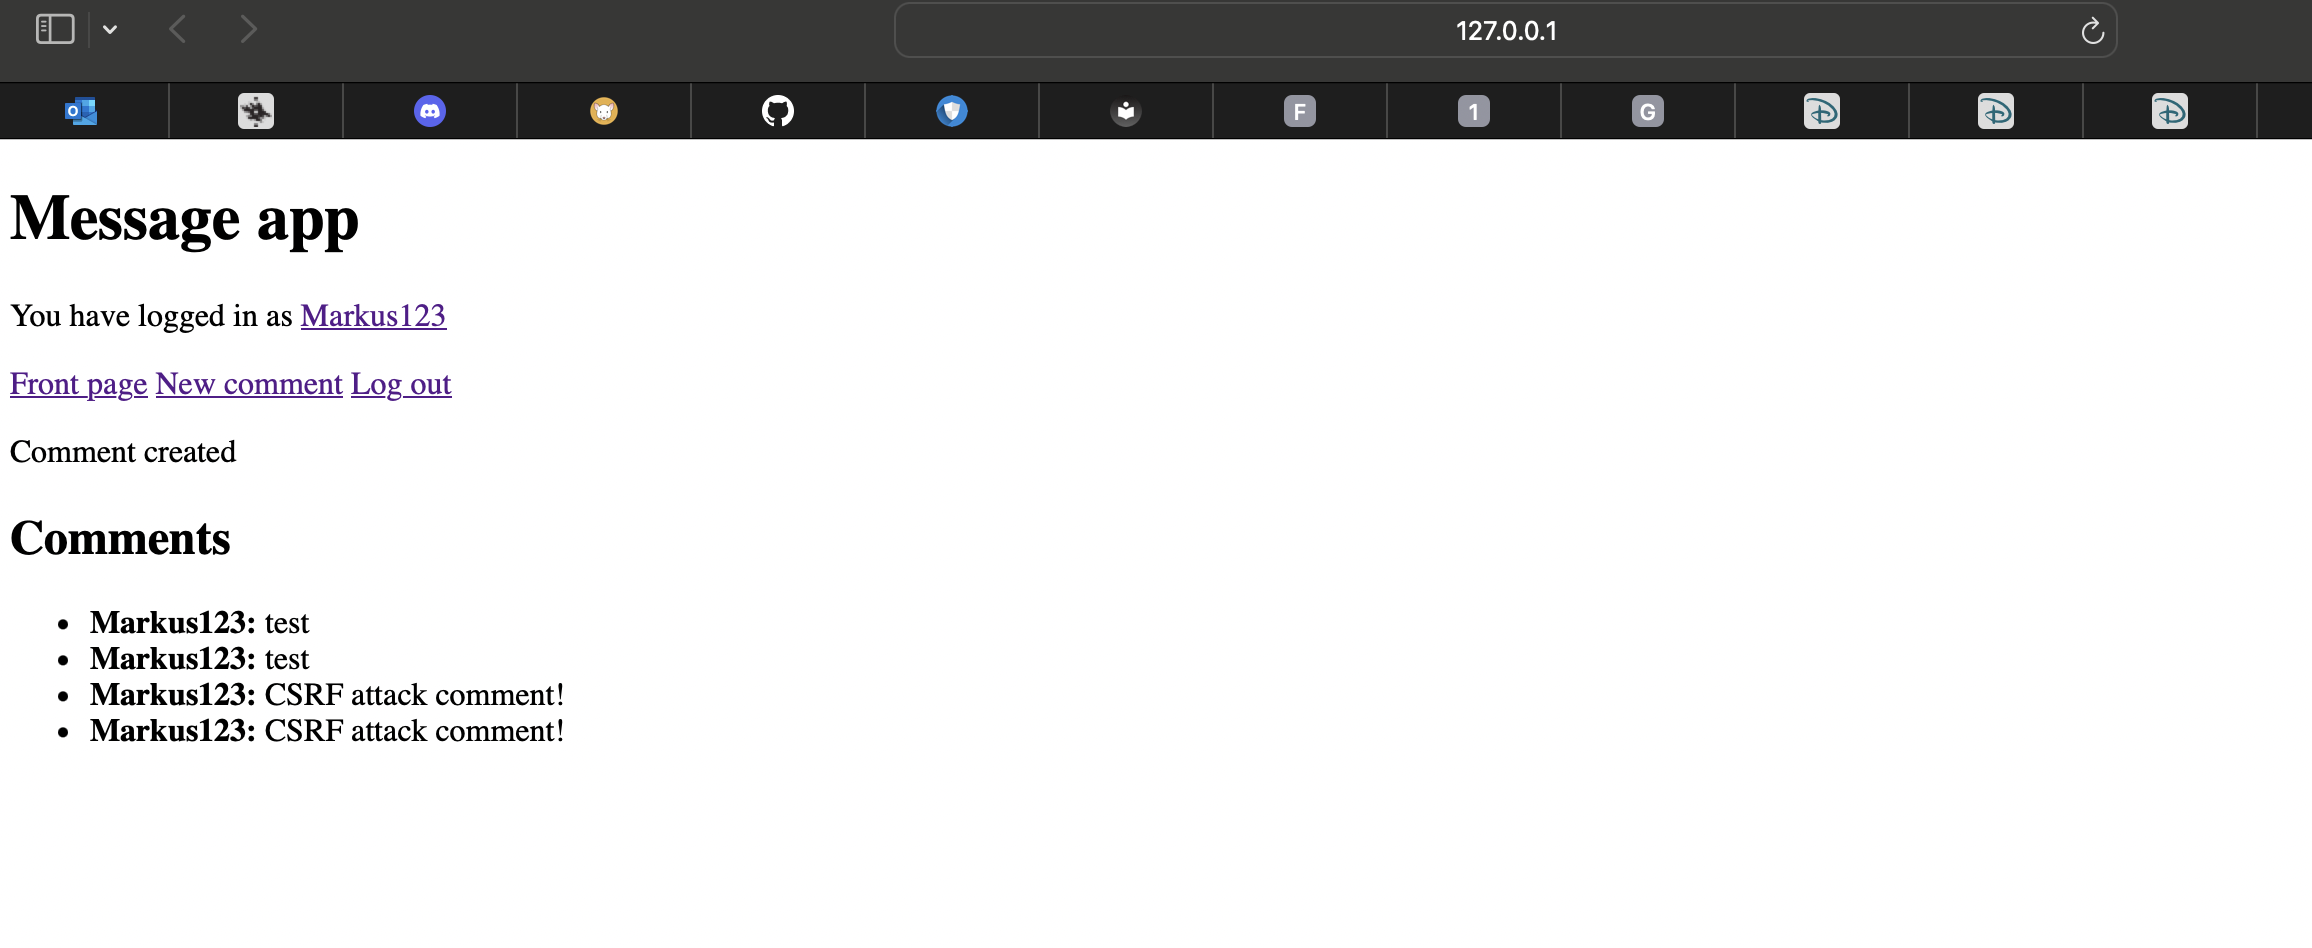 127.0.0.1
F 1 G
Message app
You have logged in as Markus123
Front page New comment Log out
Comment created
Comments
Markus123: test
Markus123: test
Markus123: CSRF attack comment!
Markus123: CSRF attack comment!